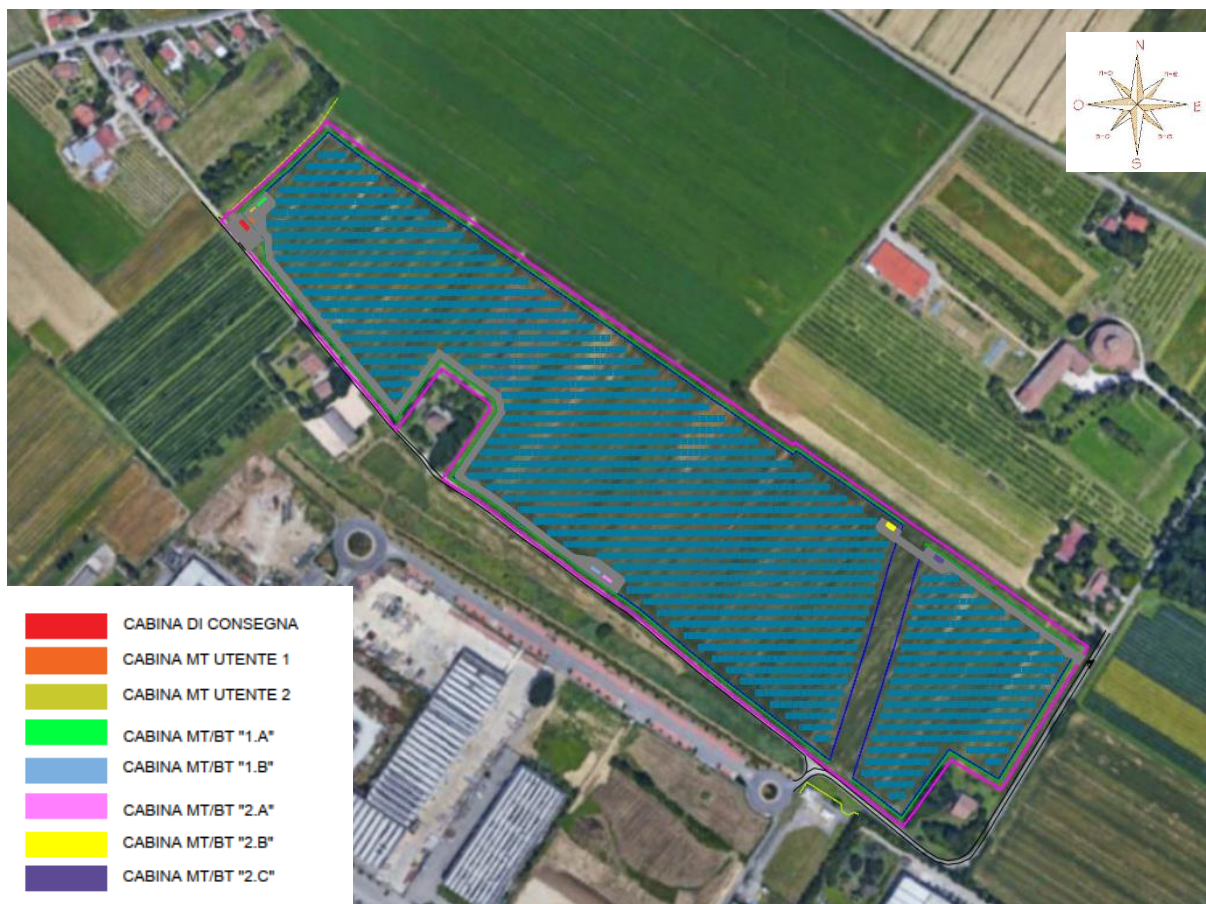 N
n-o
n-e
O
E
s-o
s-e
S
CABINA DI CONSEGNA
CABINA MT UTENTE 1
CABINA MT UTENTE 2
CABINA MT/BT "1.A"
CABINA MT/BT "1.B"
CABINA MT/BT "2.A"
CABINA MT/BT "2.B"
CABINA MT/BT "2.C"